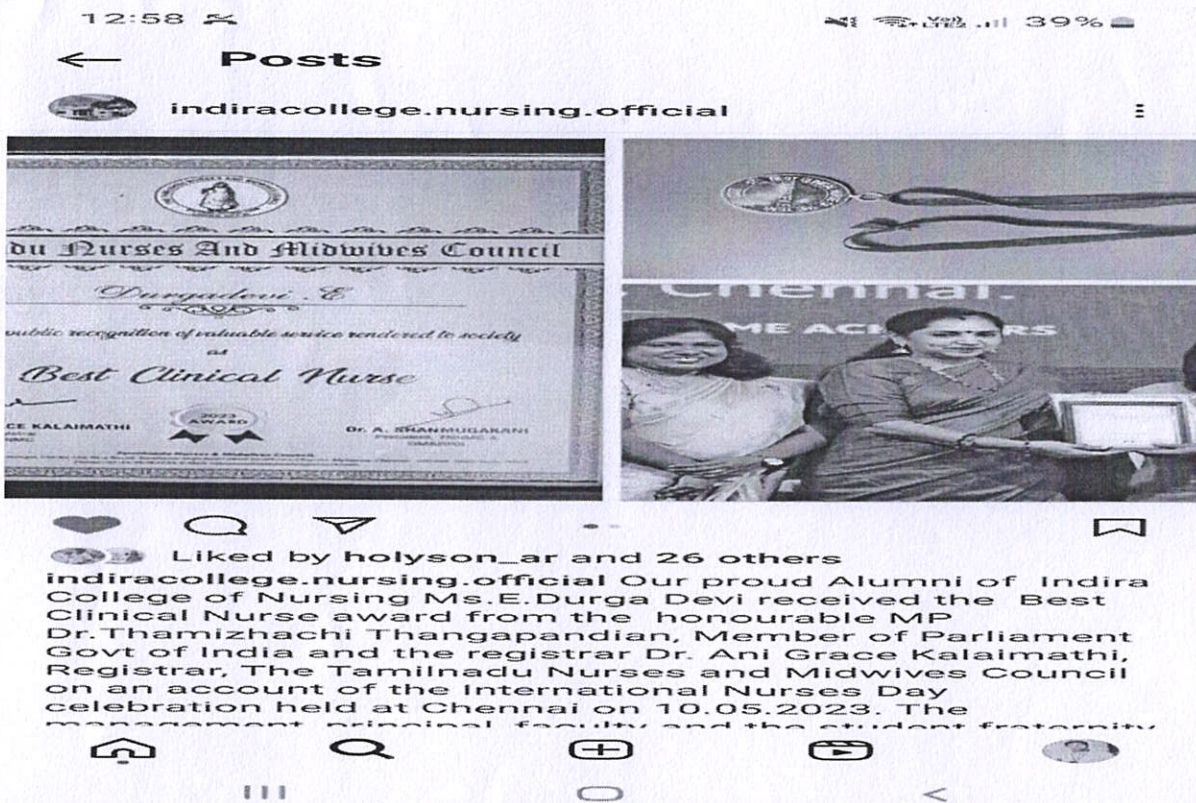 12:58
39%
Posts
indiracollege.nursing.official
du Nurses And Midwives Council
Durgadevi .E
public recognition of valuable service rendered to society
as
Best Clinical Nurse
2023
AWARD
CE KALAIMATHI
Dr. A. SHANMUGAKANI
Chennai.
ME ACH
RS
Liked by holyson_sr and 26 others
indiracollege.nursing.official Our proud Alumni of Indira
College of Nursing Ms.E.Durga Devi received the Best
Clinical Nurse award from the honourable MP
Dr.Thamizhachi Thangapandian, Member of Parliament
Govt of India and the registrar Dr. Ani Grace Kalaimathi,
Registrar, The Tamilnadu Nurses and Midwives Council
on an account of the International Nurses Day
celebration held at Chennai on 10.05.2023. The